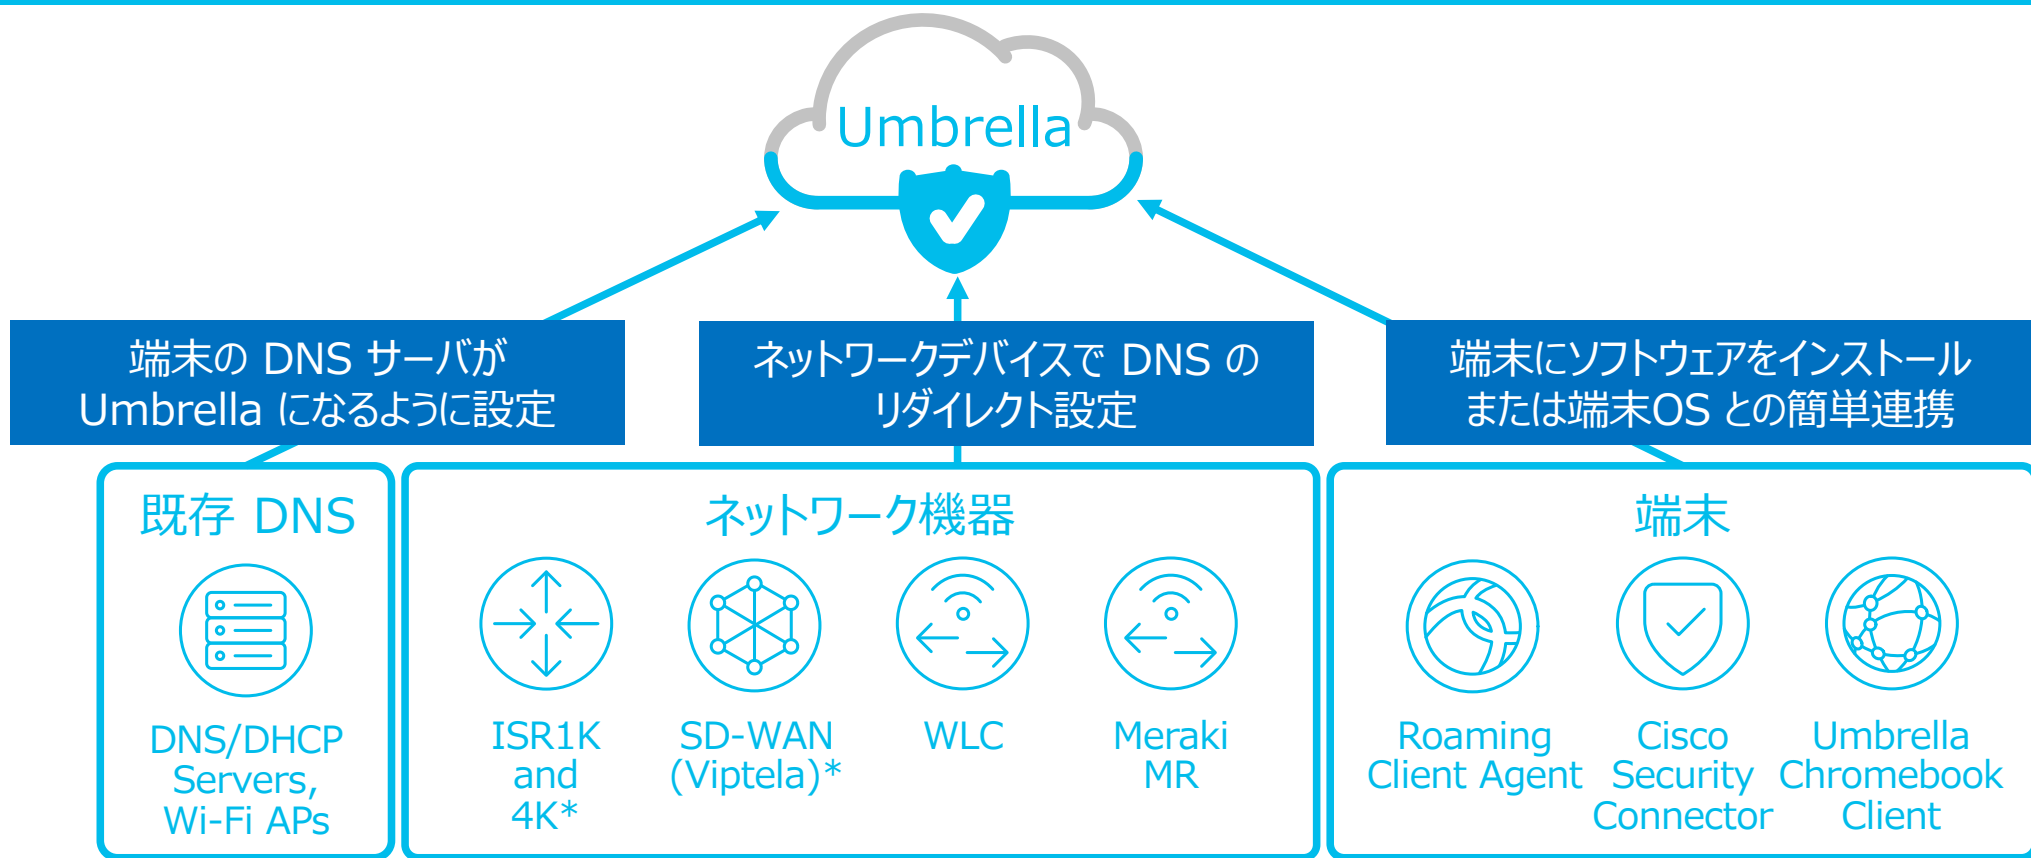 Umbrella
端末の DNS サーバが
Umbrella になるように設定
ネットワークデバイスで DNS の
リダイレクト設定
端末にソフトウェアをインストール
または端末OS との簡単連携
既存 DNS
DNS/DHCP
Servers,
Wi-Fi APs
ネットワーク機器
ISR1K
and
4K*
SD-WAN
(Viptela)*
WLC
Meraki
MR
端末
Roaming
Client Agent
Cisco
Security
Connector
Umbrella
Chromebook
Client